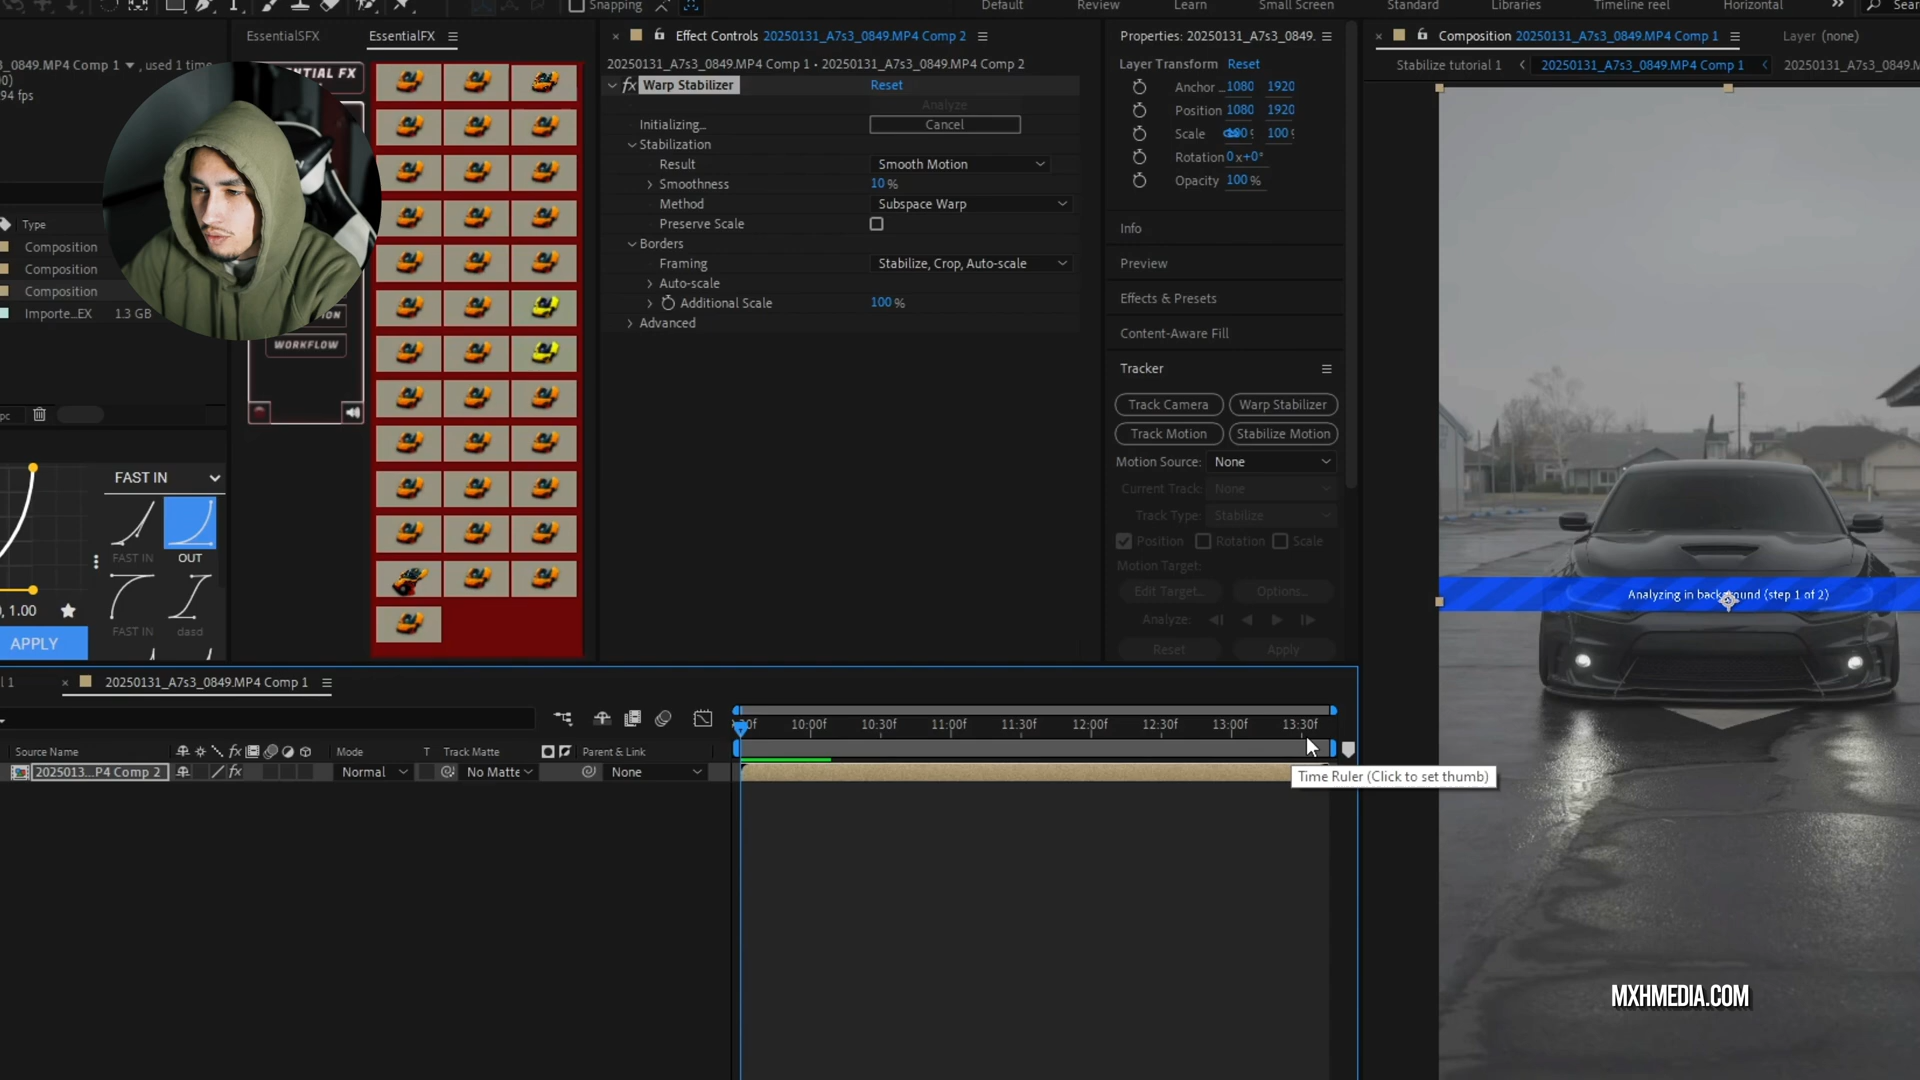 Snapping
Default
Review
Learn
Small Screen
Standard
Libraries
Timeline reel
Horizontal
EssentialSFX
EssentialFX
Effect Controls 20250131_A7s3_0849.MP4 Comp 2
Properties: 20250131_A7s3_0849.
Composition 20250131_A7s3_0849.MP4 Comp 1
Layer (none)
3_0849.MP4 Comp 1 , used 1 time
94 fps
20250131_A7s3_0849.MP4 Comp 1 • 20250131_A7s3_0849.MP4 Comp 2
Layer Transform Reset
Stabilize tutorial 1
20250131_A7s3_0849.MP4 Comp 1
20250131_A7s3_0849.M
fx Warp Stabilizer
Reset
Analyze
Initializing...
Cancel
Stabilization
Result
Smooth Motion
Smoothness
10 %
Method
Subspace Warp
Preserve Scale
Borders
Framing
Stabilize, Crop, Auto-scale
Auto-scale
Additional Scale
100 %
Advanced
Position 1080 1920
Scale
100
Rotation 0x+0°
Opacity 100 %
Info
Preview
Effects & Presets
Content-Aware Fill
Tracker
Track Camera
Warp Stabilizer
Track Motion
Stabilize Motion
Motion Source: None
Current Track: None
Track Type: Stabilize
Position
Rotation
Scale
Motion Target:
Edit Target...
Options...
Analyze:
Reset
Apply
Type
Composition
Composition
Composition
Importe...EX
1.3 GB
WORKFLOW
FAST IN
FAST IN
OUT
FAST IN
dasd
, 1.00
APPLY
Analyzing in background (step 1 of 2)
20250131_A7s3_0849.MP4 Comp 1
10:00f
10:30f
11:00f
11:30f
12:00f
12:30f
13:00f
13:30f
Source Name
Mode
T
Track Matte
Parent & Link
2025013...P4 Comp 2
Normal
No Matte
None
Time Ruler (Click to set thumb)
MXHMEDIA.COM